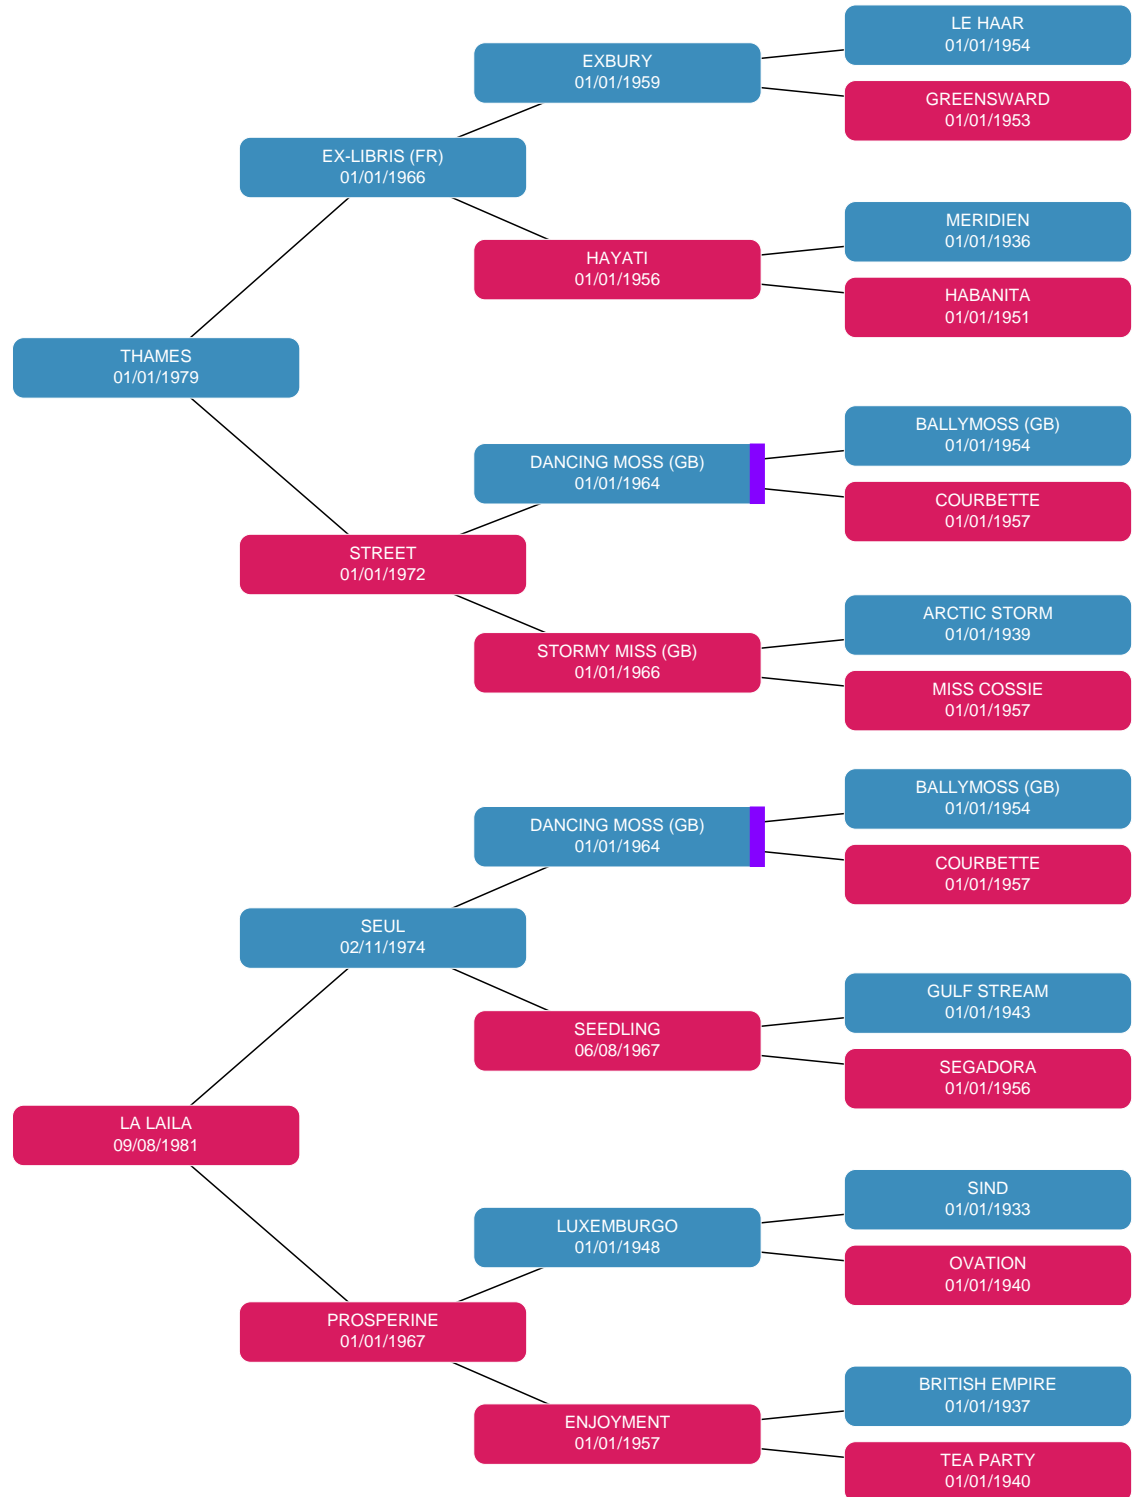 LE HAAR
01/01/1954
EXBURY
01/01/1959
GREENSWARD
01/01/1953
EX-LIBRIS (FR)
01/01/1966
MERIDIEN
01/01/1936
HAYATI
01/01/1956
HABANITA
01/01/1951
THAMES
01/01/1979
BALLYMOSS (GB)
01/01/1954
DANCING MOSS (GB)
01/01/1964
COURBETTE
01/01/1957
STREET
01/01/1972
ARCTIC STORM
01/01/1939
STORMY MISS (GB)
01/01/1966
MISS COSSIE
01/01/1957
BALLYMOSS (GB)
01/01/1954
DANCING MOSS (GB)
01/01/1964
COURBETTE
01/01/1957
SEUL
02/11/1974
GULF STREAM
01/01/1943
SEEDLING
06/08/1967
SEGADORA
01/01/1956
LA LAILA
09/08/1981
SIND
01/01/1933
LUXEMBURGO
01/01/1948
OVATION
01/01/1940
PROSPERINE
01/01/1967
BRITISH EMPIRE
01/01/1937
ENJOYMENT
01/01/1957
TEA PARTY
01/01/1940